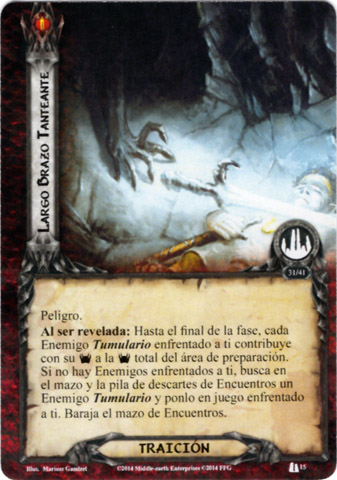 LARGO BRAZO TANTEANTE
31/41
Peligro.
Al ser revelada: Hasta el final de la fase, cada
Enemigo Tumulario enfrentado a ti contribuye
con su a la total del área de preparación.
Si no hay Enemigos enfrentados a ti, busca en
el mazo y la pila de descartes de Encuentros un
Enemigo Tumulario y ponlo en juego enfrentado
a ti. Baraja el mazo de Encuentros.
TRAICIÓN
Illus. Mariusz Gandzel ©2014 Middle-earth Enterprises ©2014 FFG 15